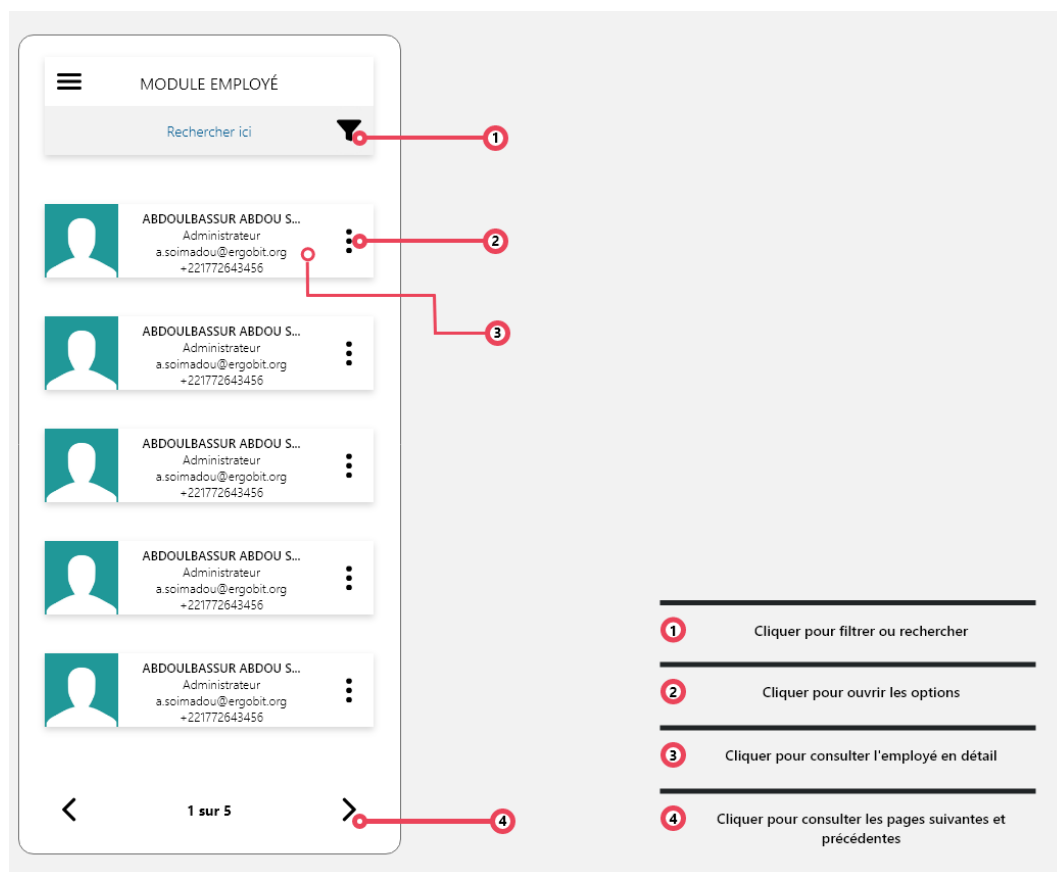 MODULE EMPLOYÉ
Rechercher ici
1
ABDOULBASSUR ABDOU S...
Administrateur
a.soimadou@ergobit.org
+221772643456
2
3
ABDOULBASSUR ABDOU S...
Administrateur
a.soimadou@ergobit.org
+221772643456
ABDOULBASSUR ABDOU S...
Administrateur
a.soimadou@ergobit.org
+221772643456
ABDOULBASSUR ABDOU S...
Administrateur
a.soimadou@ergobit.org
+221772643456
ABDOULBASSUR ABDOU S...
Administrateur
a.soimadou@ergobit.org
+221772643456
1 sur 5
4
1 Cliquer pour filtrer ou rechercher
2 Cliquer pour ouvrir les options
3 Cliquer pour consulter l'employé en détail
4 Cliquer pour consulter les pages suivantes et
précédentes